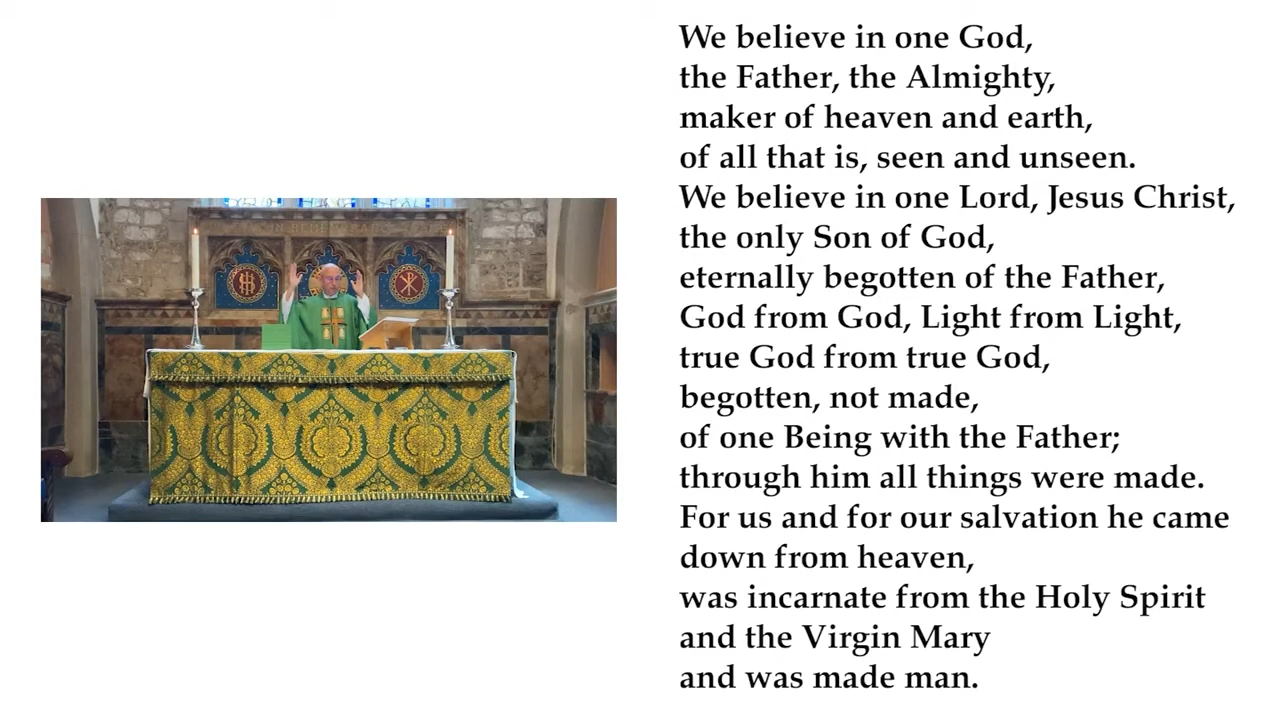 We believe in one God,
the Father, the Almighty,
maker of heaven and earth,
of all that is, seen and unseen.
We believe in one Lord, Jesus Christ,
the only Son of God,
eternally begotten of the Father,
God from God, Light from Light,
true God from true God,
begotten, not made,
of one Being with the Father;
through him all things were made.
For us and for our salvation he came
down from heaven,
was incarnate from the Holy Spirit
and the Virgin Mary
and was made man.